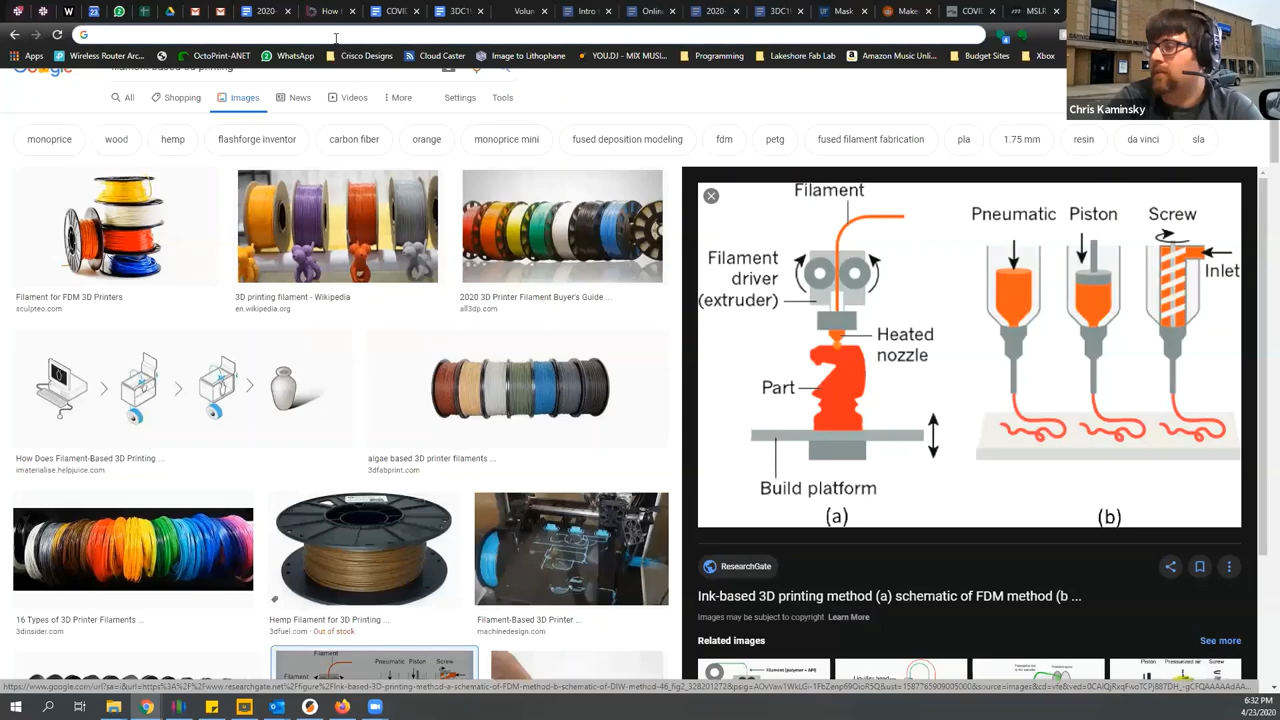 2020-
How t
COVI
3DC1
Volun
Intro
Onlin
2020-
3DC1
Mask
Make
COVID
MSLR
Apps
Wireless Router Arc...
OctoPrint-ANET
WhatsApp
Crisco Designs
Cloud Caster
Image to Lithophane
YOU.DJ - MIX MUSI...
Programming
Lakeshore Fab Lab
Amazon Music Unli...
Budget Sites
Xbox
Chris Kaminsky
All
Shopping
Images
News
Videos
More
Settings
Tools
monoprice
wood
hemp
flashforge inventor
carbon fiber
orange
monoprice mini
fused deposition modeling
fdm
petg
fused filament fabrication
pla
1.75 mm
resin
da vinci
sla
Filament for FDM 3D Printers
sculpteo.com
3D printing filament - Wikipedia
en.wikipedia.org
2020 3D Printer Filament Buyer's Guide ...
all3dp.com
How Does Filament-Based 3D Printing ...
imaterialise.helpjuice.com
algae based 3D printer filaments ...
3dfabprint.com
16 Types of 3D Printer Filaments ...
3dinsider.com
Hemp Filament for 3D Printing ...
3dfuel.com · Out of stock
Filament-Based 3D Printer ...
machinedesign.com
Filament
Filament
driver
(extruder)
Heated
nozzle
Part
Build platform
(a)
Pneumatic
Piston
Screw
Inlet
(b)
ResearchGate
Ink-based 3D printing method (a) schematic of FDM method (b ...
Images may be subject to copyright. Learn More
Related images
See more
6:32 PM
4/23/2020